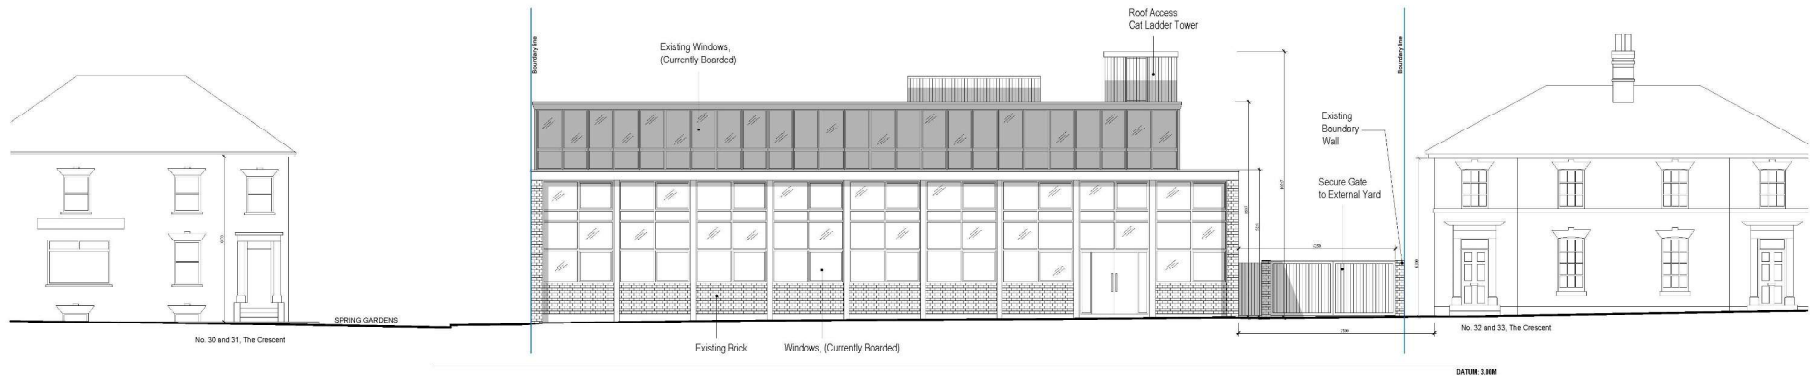 Roof Access
Cat Ladder Tower
Existing Windows,
(Currently Boarded)
Boundary line
Boundary line
Existing
Boundary
Wall
Secure Gate
to External Yard
SPRING GARDENS
No. 30 and 31, The Crescent
No. 32 and 33, The Crescent
Existing Brick
Windows, (Currently Boarded)
DATUM: 3.00M